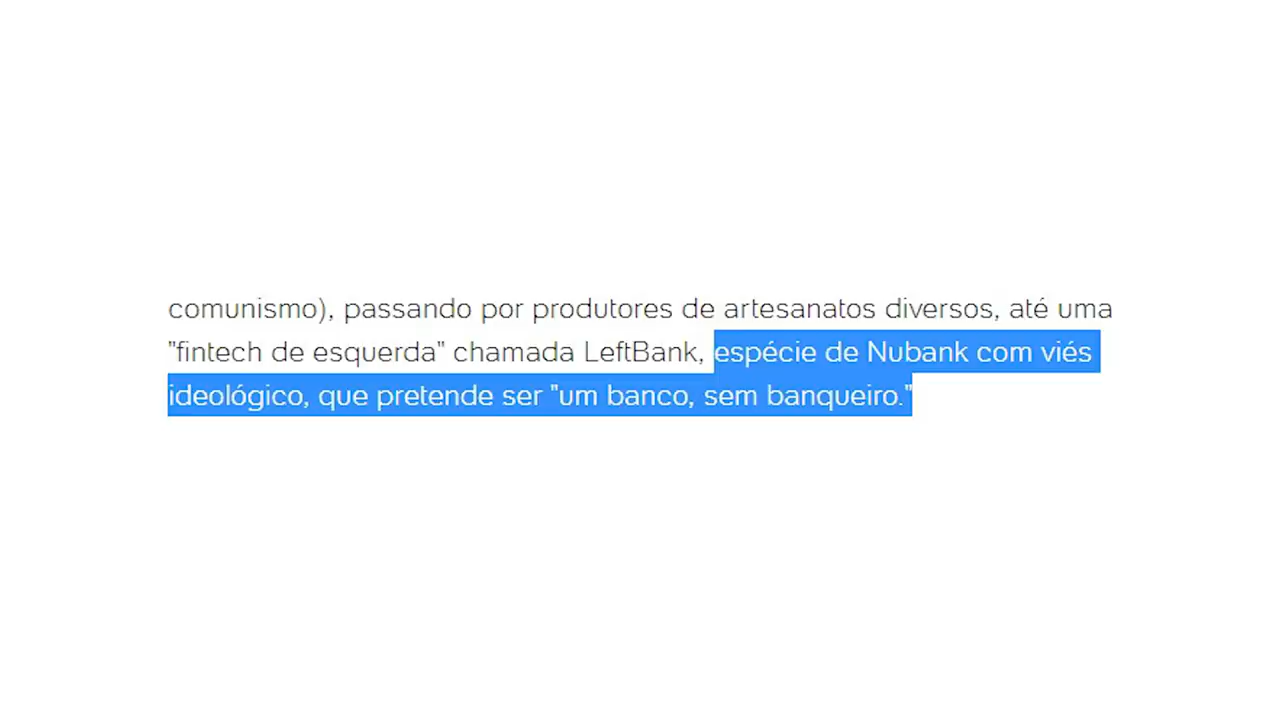 comunismo), passando por produtores de artesanatos diversos, até uma
"fintech de esquerda" chamada LeftBank, espécie de Nubank com viés
ideológico, que pretende ser "um banco, sem banqueiro."